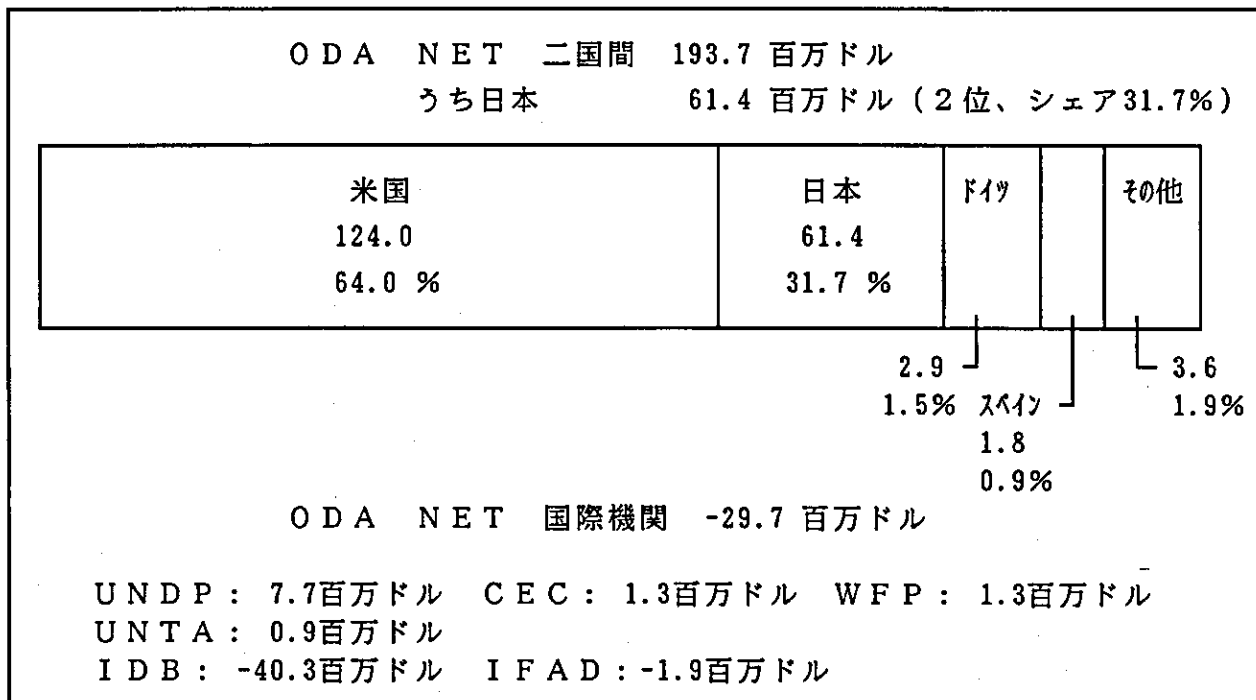 ＯＤＡ　ＮＥＴ　二国間　193.7 百万ドル
うち日本　61.4 百万ドル（２位、シェア31.7%）
米国　日本　ﾄﾞｲﾂ　その他
124.0　61.4
64.0 %　31.7 %
2.9　3.6
1.5%　ｽﾍﾟｲﾝ　1.9%
1.8
0.9%
ＯＤＡ　ＮＥＴ　国際機関　-29.7 百万ドル
ＵＮＤＰ： 7.7百万ドル　ＣＥＣ： 1.3百万ドル　ＷＦＰ： 1.3百万ドル
ＵＮＴＡ： 0.9百万ドル
ＩＤＢ： -40.3百万ドル　ＩＦＡＤ：-1.9百万ドル